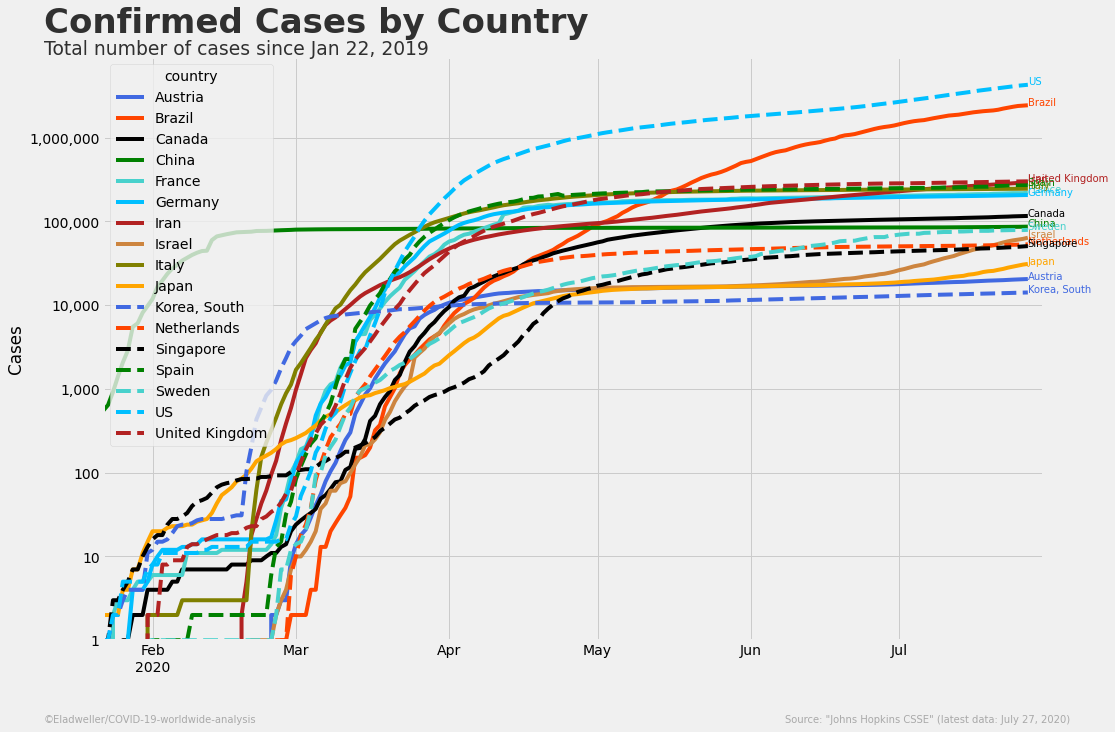 Confirmed Cases by Country
Total number of cases since Jan 22, 2019
country
Austria
Brazil
Canada
China
France
Germany
Iran
Israel
Italy
Japan
Korea, South
Netherlands
Singapore
Spain
Sweden
US
United Kingdom
Cases
1,000,000
100,000
10,000
1,000
100
10
1
Feb
2020
Mar
Apr
May
Jun
Jul
US
Brazil
United Kingdom
Germany
Canada
China
Sweden
Israel
Netherlands
Singapore
Japan
Austria
Korea, South
©Eladweller/COVID-19-worldwide-analysis
Source: "Johns Hopkins CSSE" (latest data: July 27, 2020)